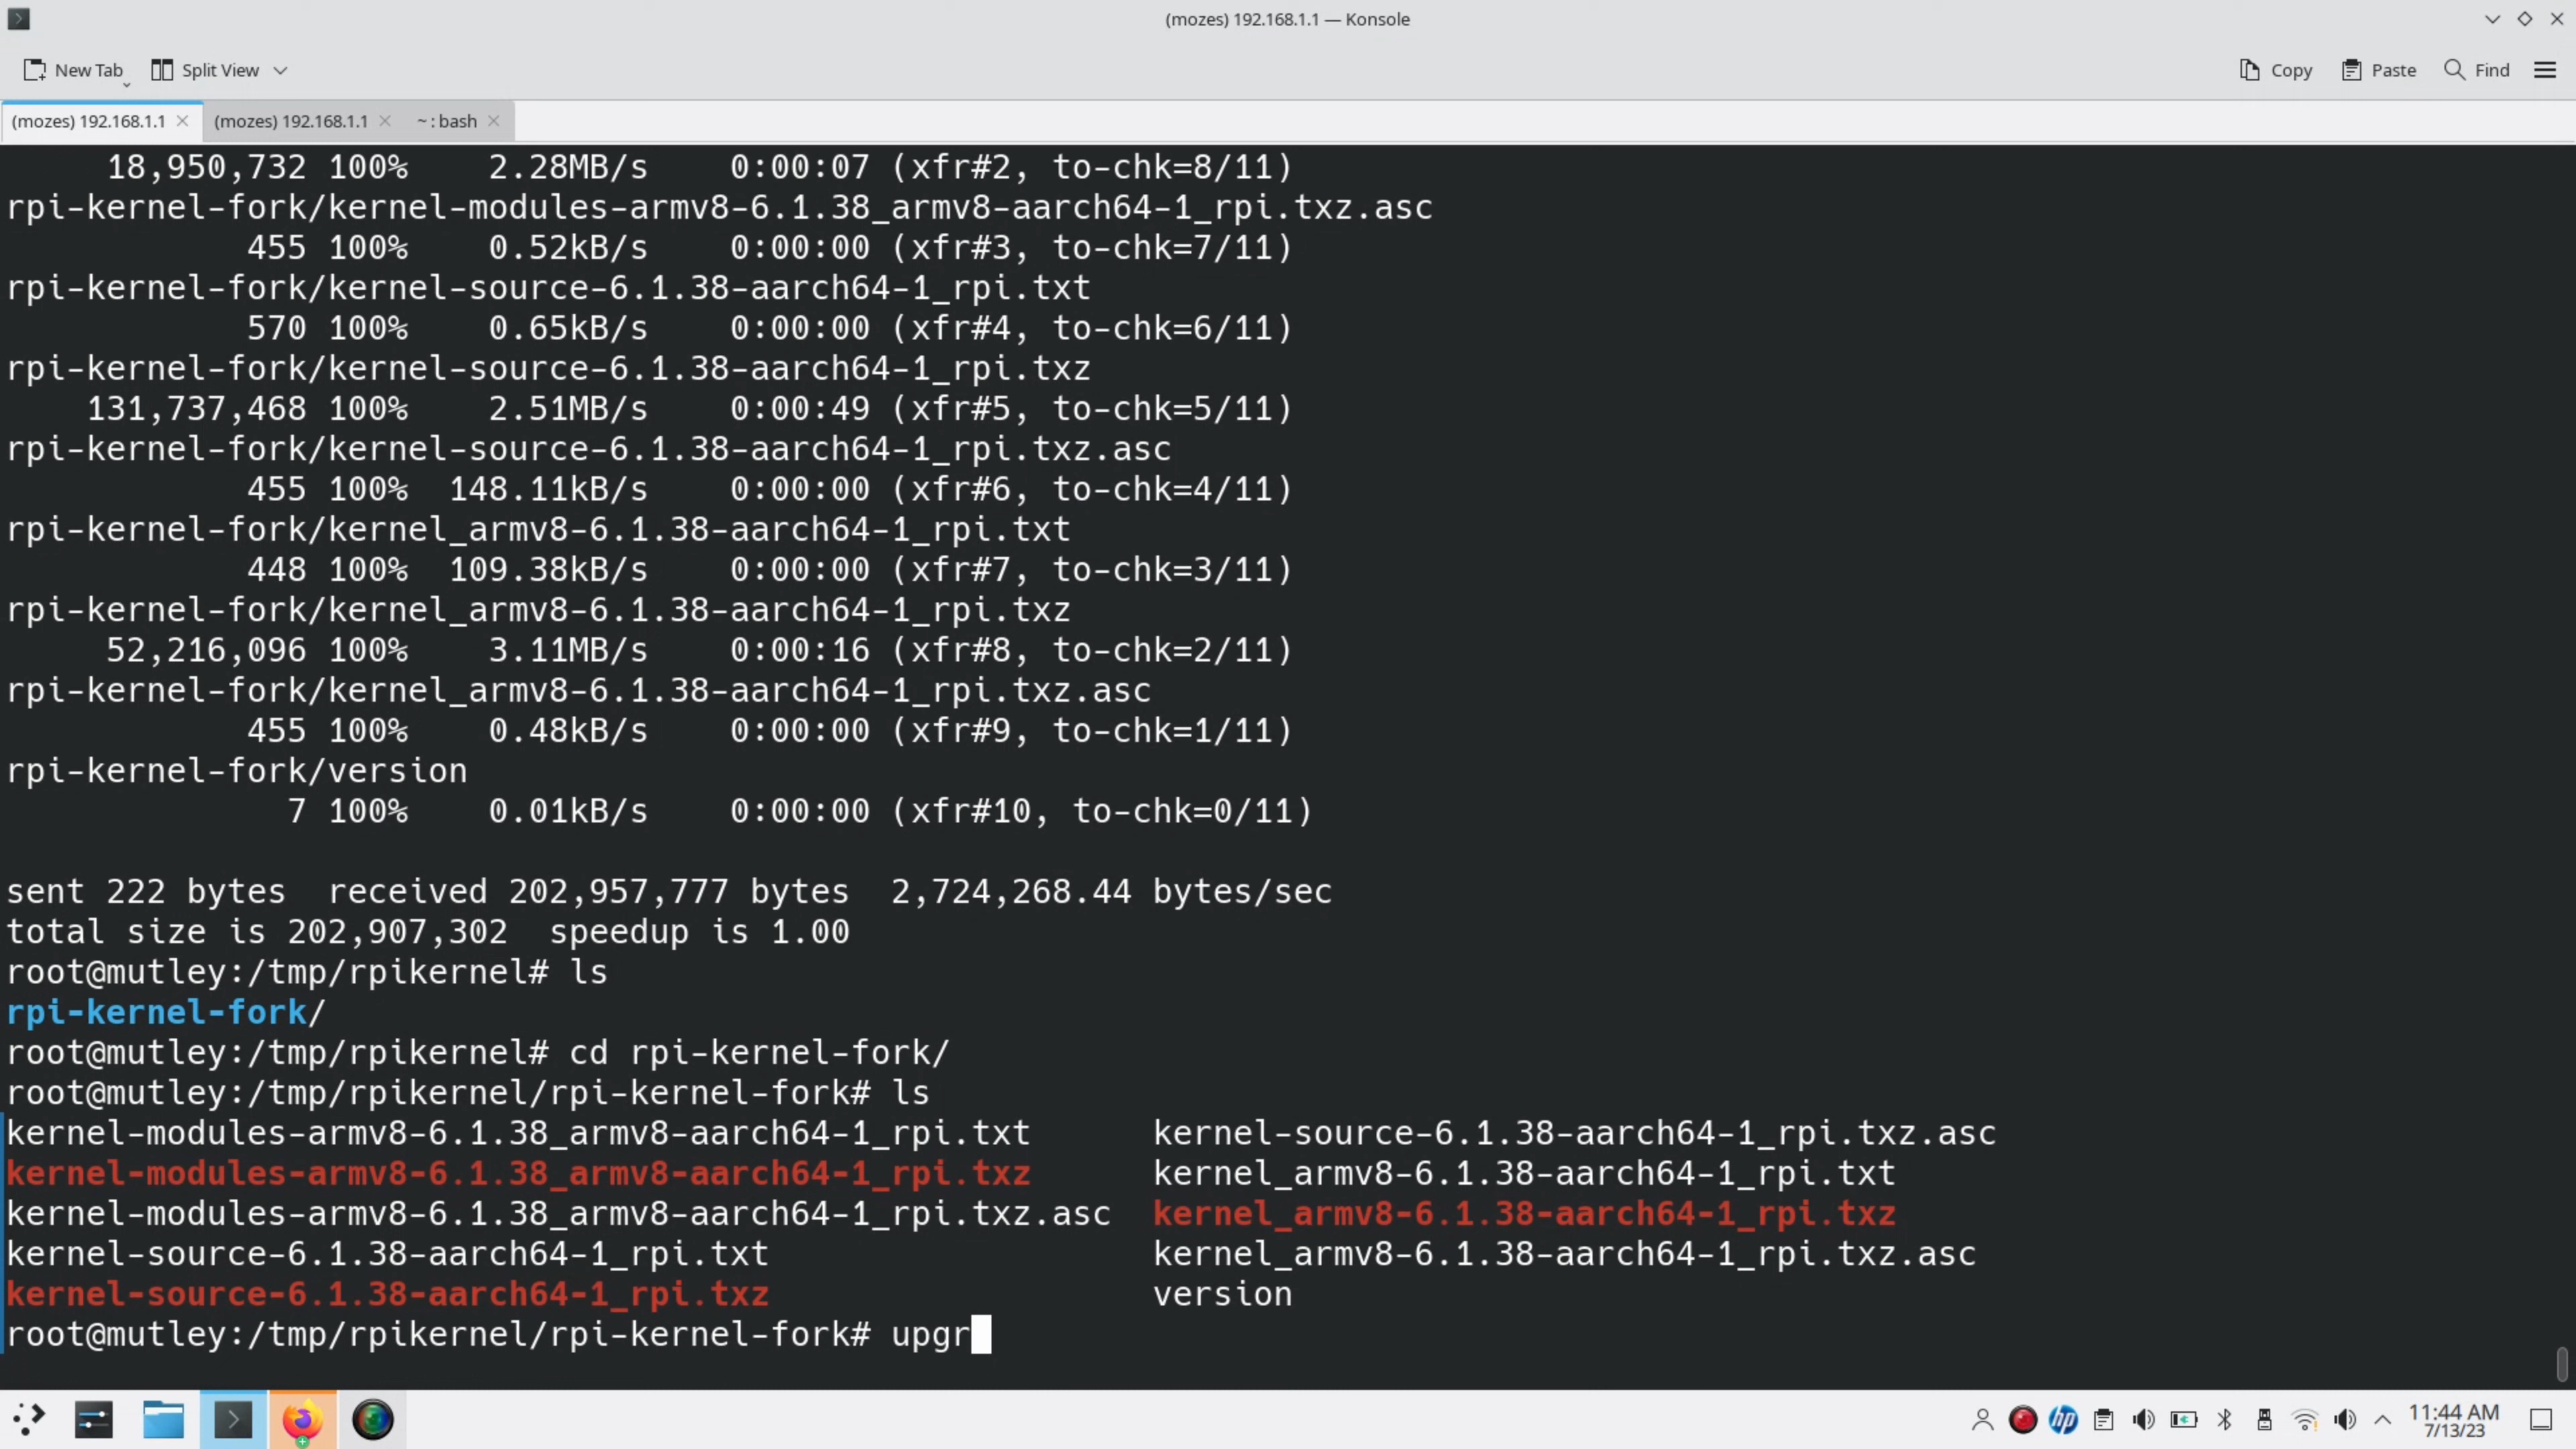 (mozes) 192.168.1.1 — Konsole
New Tab
Split View
Copy
Paste
Find
(mozes) 192.168.1.1
(mozes) 192.168.1.1
~ : bash
18,950,732 100% 2.28MB/s 0:00:07 (xfr#2, to-chk=8/11)
rpi-kernel-fork/kernel-modules-armv8-6.1.38_armv8-aarch64-1_rpi.txz.asc
455 100% 0.52kB/s 0:00:00 (xfr#3, to-chk=7/11)
rpi-kernel-fork/kernel-source-6.1.38-aarch64-1_rpi.txt
570 100% 0.65kB/s 0:00:00 (xfr#4, to-chk=6/11)
rpi-kernel-fork/kernel-source-6.1.38-aarch64-1_rpi.txz
131,737,468 100% 2.51MB/s 0:00:49 (xfr#5, to-chk=5/11)
rpi-kernel-fork/kernel-source-6.1.38-aarch64-1_rpi.txz.asc
455 100% 148.11kB/s 0:00:00 (xfr#6, to-chk=4/11)
rpi-kernel-fork/kernel_armv8-6.1.38-aarch64-1_rpi.txt
448 100% 109.38kB/s 0:00:00 (xfr#7, to-chk=3/11)
rpi-kernel-fork/kernel_armv8-6.1.38-aarch64-1_rpi.txz
52,216,096 100% 3.11MB/s 0:00:16 (xfr#8, to-chk=2/11)
rpi-kernel-fork/kernel_armv8-6.1.38-aarch64-1_rpi.txz.asc
455 100% 0.48kB/s 0:00:00 (xfr#9, to-chk=1/11)
rpi-kernel-fork/version
7 100% 0.01kB/s 0:00:00 (xfr#10, to-chk=0/11)
sent 222 bytes received 202,957,777 bytes 2,724,268.44 bytes/sec
total size is 202,907,302 speedup is 1.00
root@mutley:/tmp/rpikernel# ls
rpi-kernel-fork/
root@mutley:/tmp/rpikernel# cd rpi-kernel-fork/
root@mutley:/tmp/rpikernel/rpi-kernel-fork# ls
kernel-modules-armv8-6.1.38_armv8-aarch64-1_rpi.txt kernel-source-6.1.38-aarch64-1_rpi.txz.asc
kernel-modules-armv8-6.1.38_armv8-aarch64-1_rpi.txz kernel_armv8-6.1.38-aarch64-1_rpi.txt
kernel-modules-armv8-6.1.38_armv8-aarch64-1_rpi.txz.asc kernel_armv8-6.1.38-aarch64-1_rpi.txz
kernel-source-6.1.38-aarch64-1_rpi.txt kernel_armv8-6.1.38-aarch64-1_rpi.txz.asc
kernel-source-6.1.38-aarch64-1_rpi.txz version
root@mutley:/tmp/rpikernel/rpi-kernel-fork# upgr
hp
11:44 AM
7/13/23